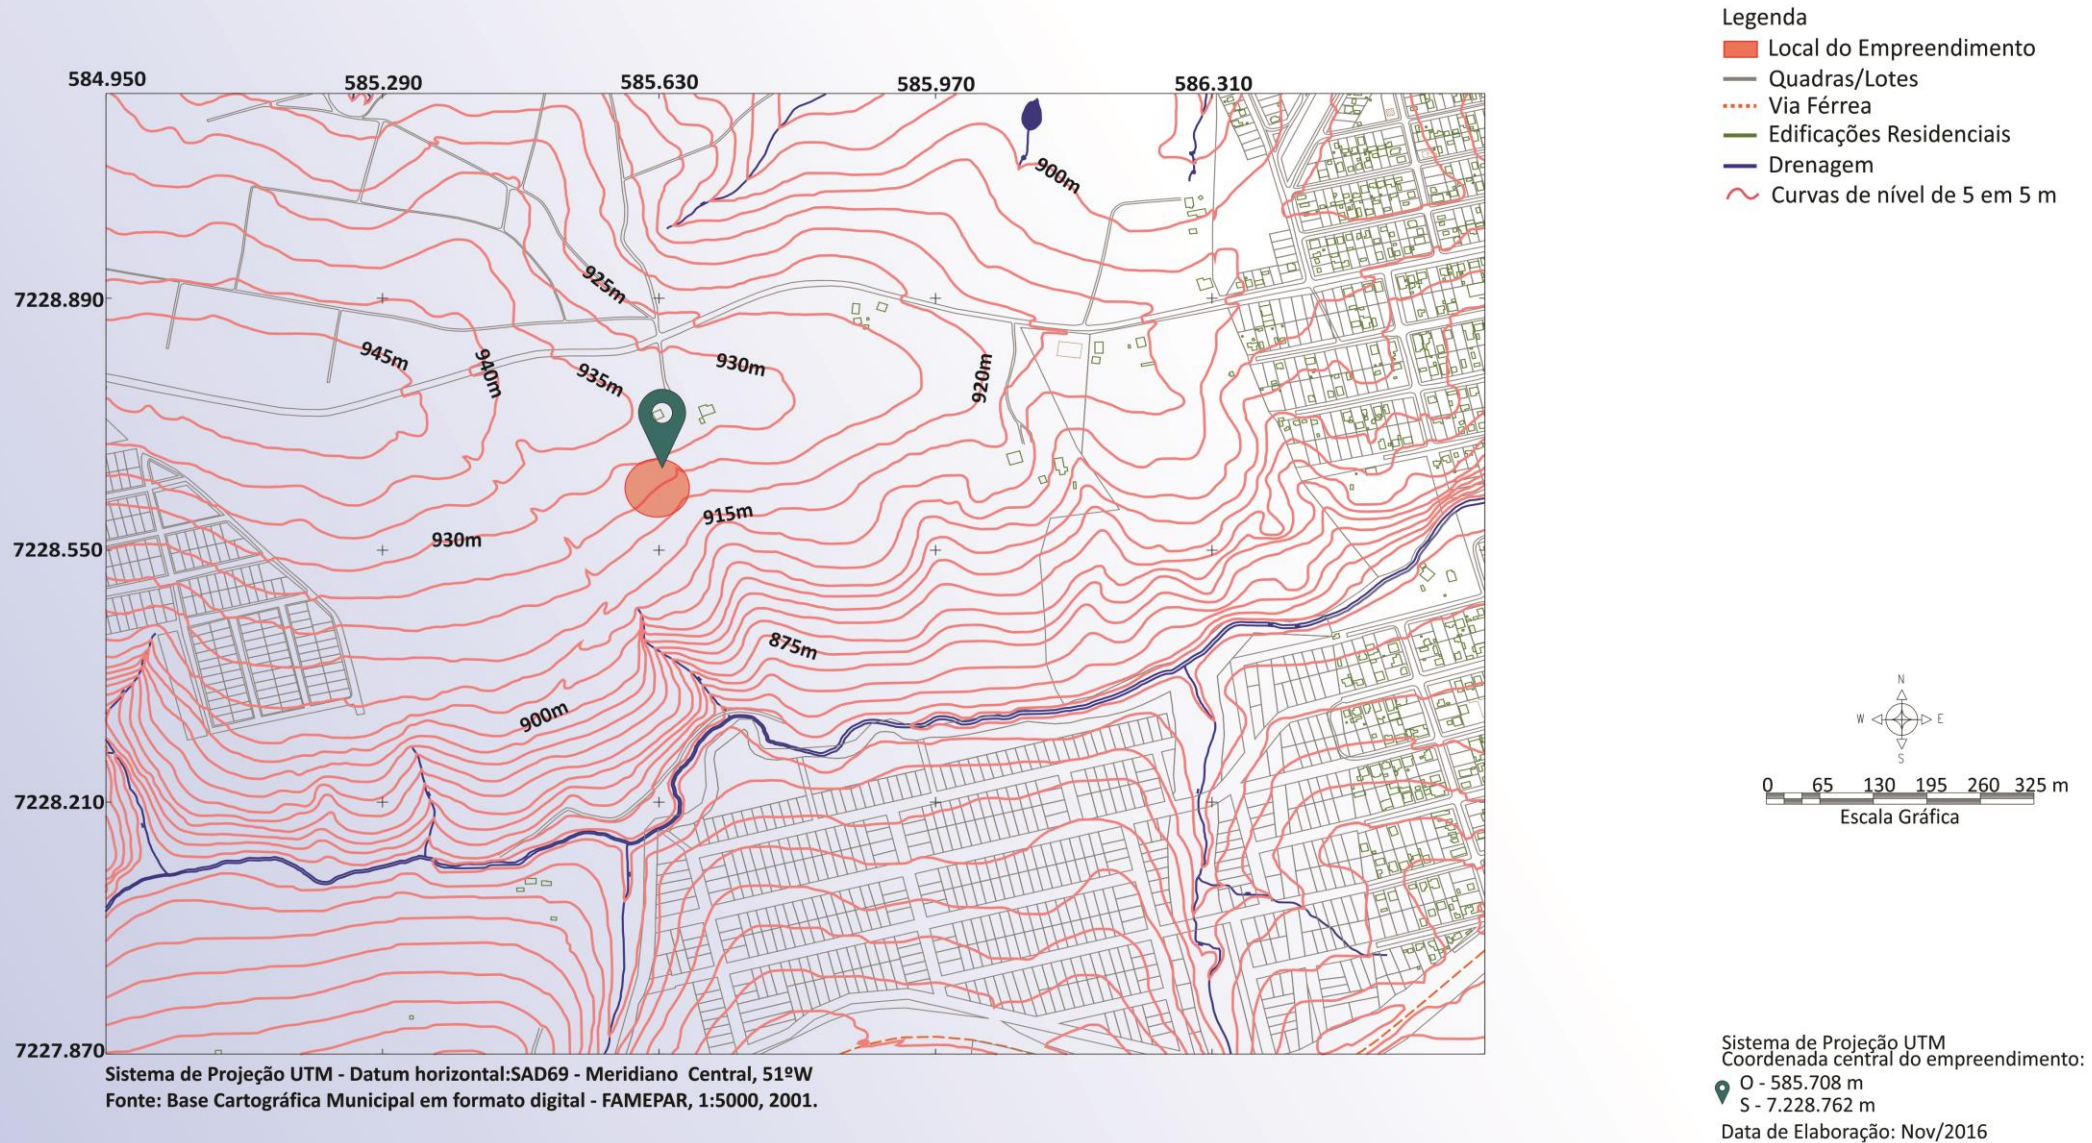 Legenda
Local do Empreendimento
Quadras/Lotes
Via Férrea
Edificações Residenciais
Drenagem
Curvas de nível de 5 em 5 m
584.950 585.290 585.630 585.970 586.310
900m
925m
7228.890
945m
940m
935m
930m
920m
915m
930m
7228.550
875m
900m
N
W E
S
7228.210
0 65 130 195 260 325 m
Escala Gráfica
7227.870
Sistema de Projeção UTM - Datum horizontal:SAD69 - Meridiano Central, 51ºW
Fonte: Base Cartográfica Municipal em formato digital - FAMEPAR, 1:5000, 2001.
Sistema de Projeção UTM
Coordenada central do empreendimento:
O - 585.708 m
S - 7.228.762 m
Data de Elaboração: Nov/2016